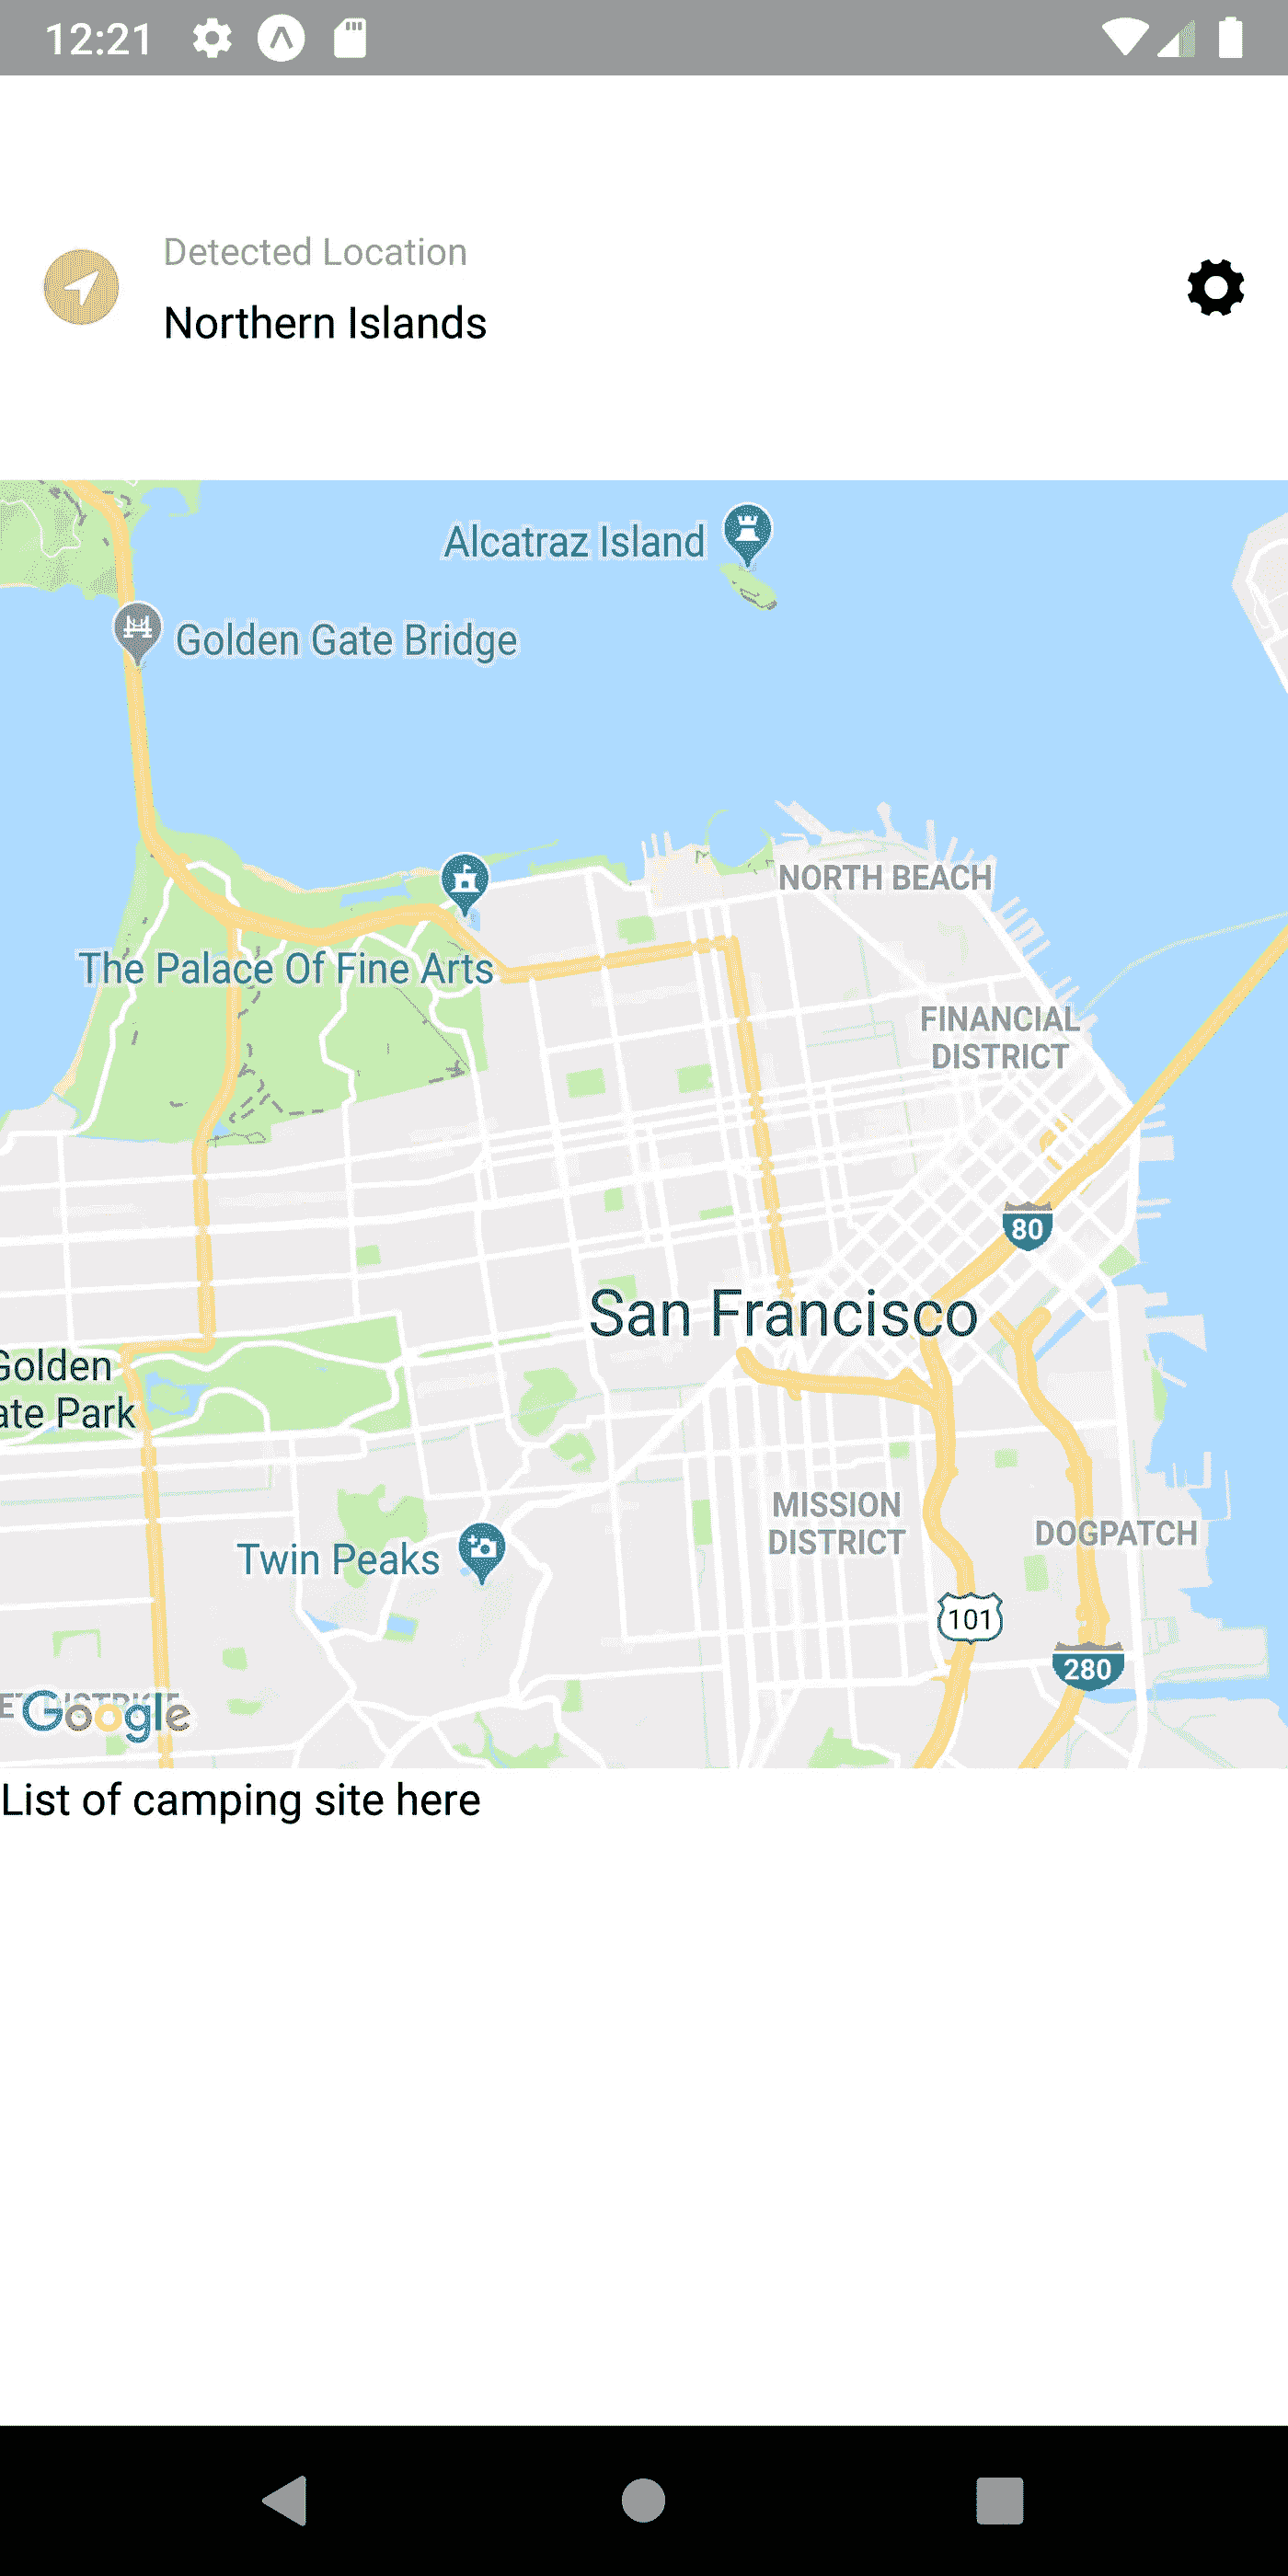 12:21
Detected Location
Northern Islands
Alcatraz Island
Golden Gate Bridge
NORTH BEACH
The Palace Of Fine Arts
FINANCIAL
DISTRICT
80
San Francisco
Golden
ate Park
MISSION
DISTRICT
DOGPATCH
Twin Peaks
101
280
ET DISTRICT
Google
List of camping site here